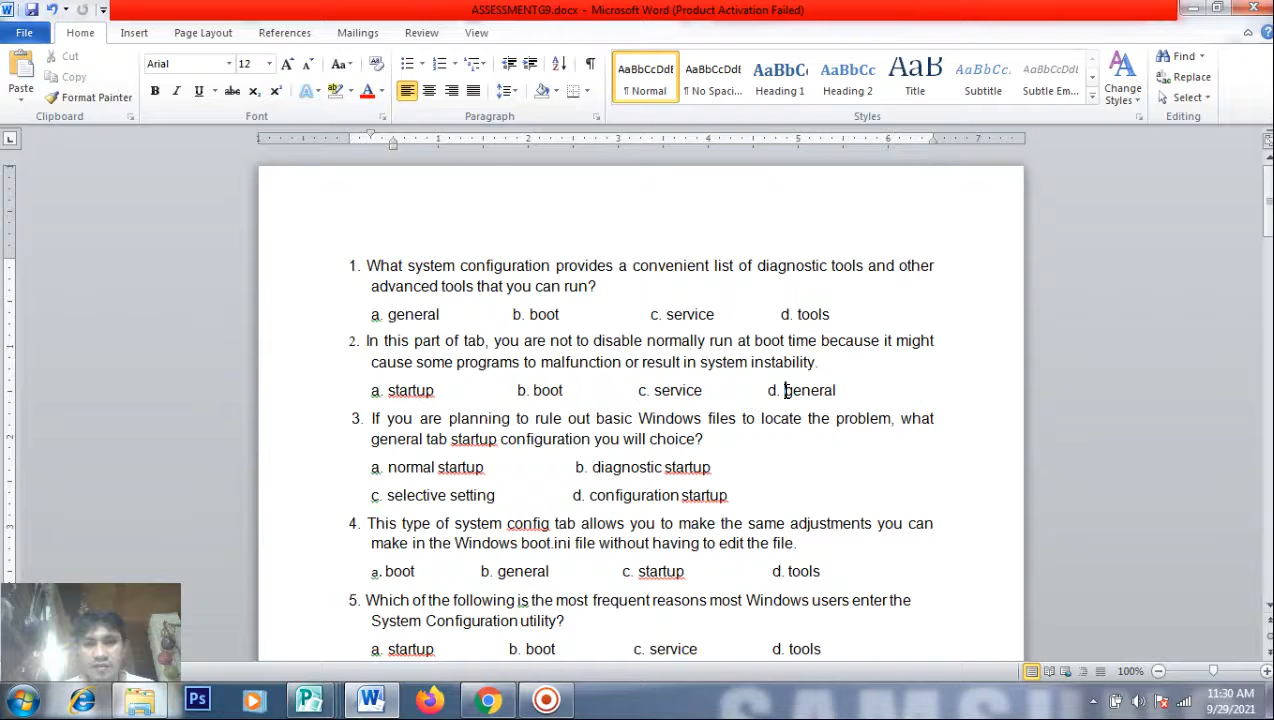 ASSESSMENTG9.docx - Microsoft Word (Product Activation Failed)
File Home Insert Page Layout References Mailings Review View
Paste
Cut
Copy
Format Painter
Clipboard
Arial 12
Font
Paragraph
AaBbCcDdI AaBbCcDdI AaBbCc AaBbCc AaB AaBbCcI AaBbCcDdI
¶ Normal ¶ No Spaci... Heading 1 Heading 2 Title Subtitle Subtle Em...
Styles
Change
Styles
Find
Replace
Select
Editing
1 2 3 4 5 6 7
1. What system configuration provides a convenient list of diagnostic tools and other
advanced tools that you can run?
a. general b. boot c. service d. tools
2. In this part of tab, you are not to disable normally run at boot time because it might
cause some programs to malfunction or result in system instability.
a. startup b. boot c. service d. general
3. If you are planning to rule out basic Windows files to locate the problem, what
general tab startup configuration you will choice?
a. normal startup b. diagnostic startup
c. selective setting d. configuration startup
4. This type of system config tab allows you to make the same adjustments you can
make in the Windows boot.ini file without having to edit the file.
a. boot b. general c. startup d. tools
5. Which of the following is the most frequent reasons most Windows users enter the
System Configuration utility?
a. startup b. boot c. service d. tools
100%
Ps
11:30 AM
9/29/2021